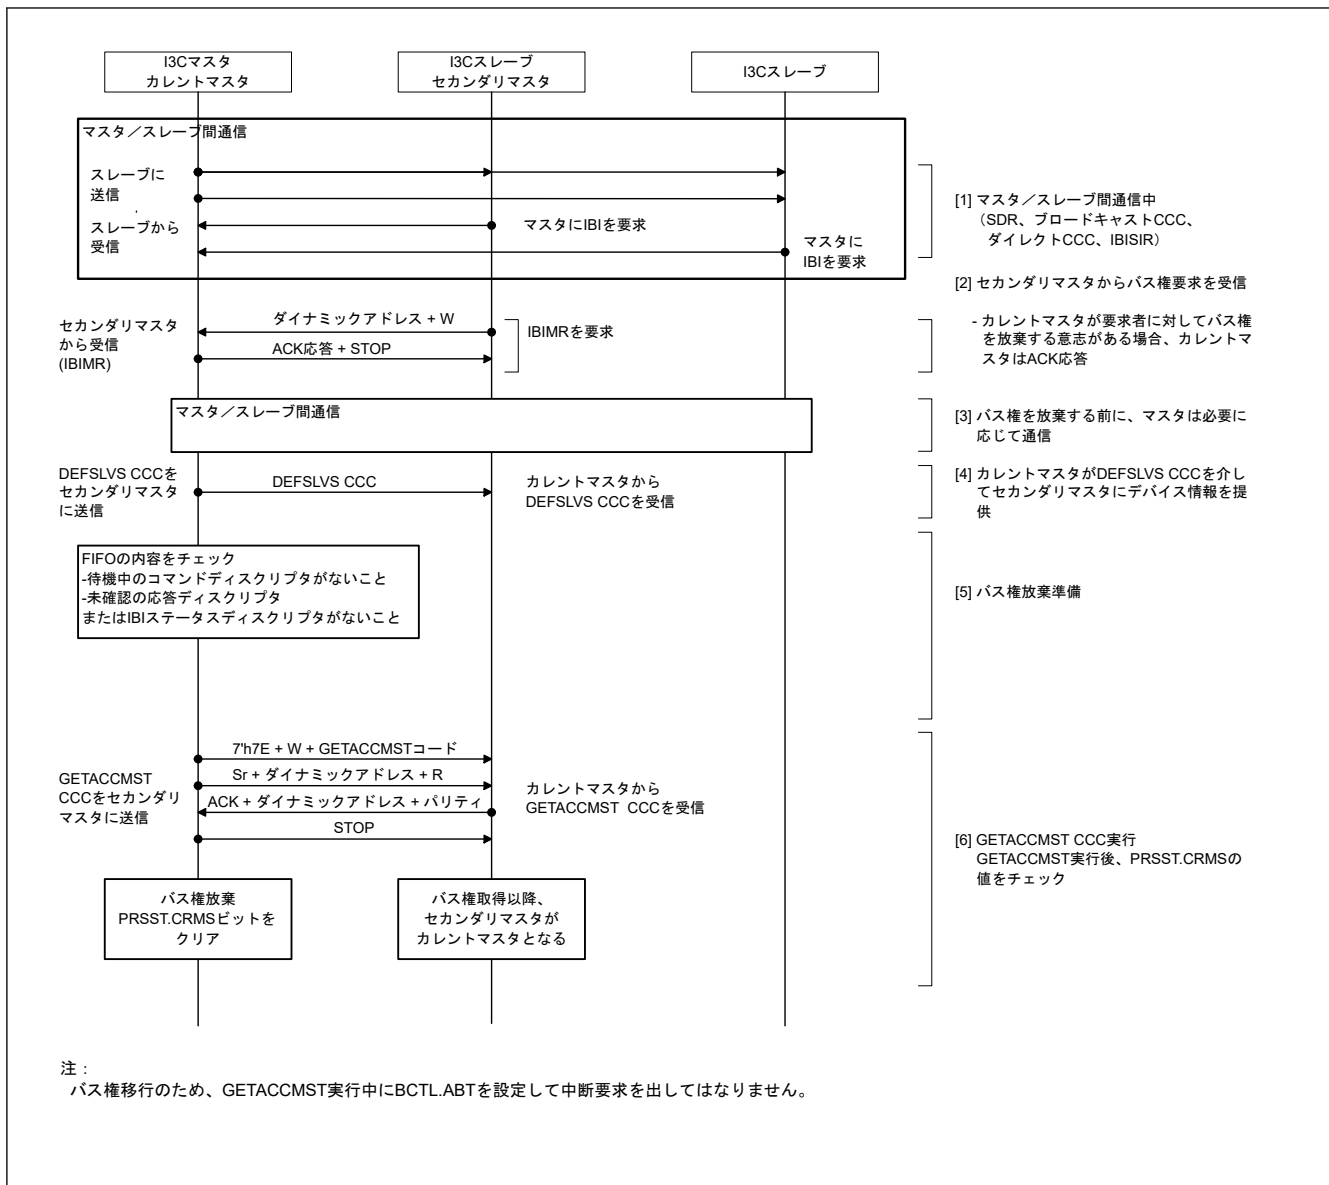 I3Cマスタ
カレントマスタ
I3Cスレーブ
セカンダリマスタ
I3Cスレーブ
マスタ／スレーブ間通信
スレーブに
送信
スレーブから
受信
マスタにIBIを要求
マスタに
IBIを要求
[1] マスタ／スレーブ間通信中
（SDR、ブロードキャストCCC、
ダイレクトCCC、IBISIR）
[2] セカンダリマスタからバス権要求を受信
- カレントマスタが要求者に対してバス権
を放棄する意志がある場合、カレントマ
スタはACK応答
セカンダリマスタ
から受信
(IBIMR)
ダイナミックアドレス + W
ACK応答 + STOP
IBIMRを要求
マスタ／スレーブ間通信
[3] バス権を放棄する前に、マスタは必要に
応じて通信
DEFSLVS CCCを
セカンダリマスタ
に送信
DEFSLVS CCC
カレントマスタから
DEFSLVS CCCを受信
[4] カレントマスタがDEFSLVS CCCを介し
てセカンダリマスタにデバイス情報を提
供
FIFOの内容をチェック
-待機中のコマンドディスクリプタがないこと
-未確認の応答ディスクリプタ
またはIBIステータスディスクリプタがないこと
[5] バス権放棄準備
GETACCMST
CCCをセカンダリ
マスタに送信
7'h7E + W + GETACCMSTコード
Sr + ダイナミックアドレス + R
ACK + ダイナミックアドレス + パリティ
STOP
カレントマスタから
GETACCMST CCCを受信
[6] GETACCMST CCC実行
GETACCMST実行後、PRSST.CRMSの
値をチェック
バス権放棄
PRSST.CRMSビットを
クリア
バス権取得以降、
セカンダリマスタが
カレントマスタとなる
注：
バス権移行のため、GETACCMST実行中にBCTL.ABTを設定して中断要求を出してはなりません。